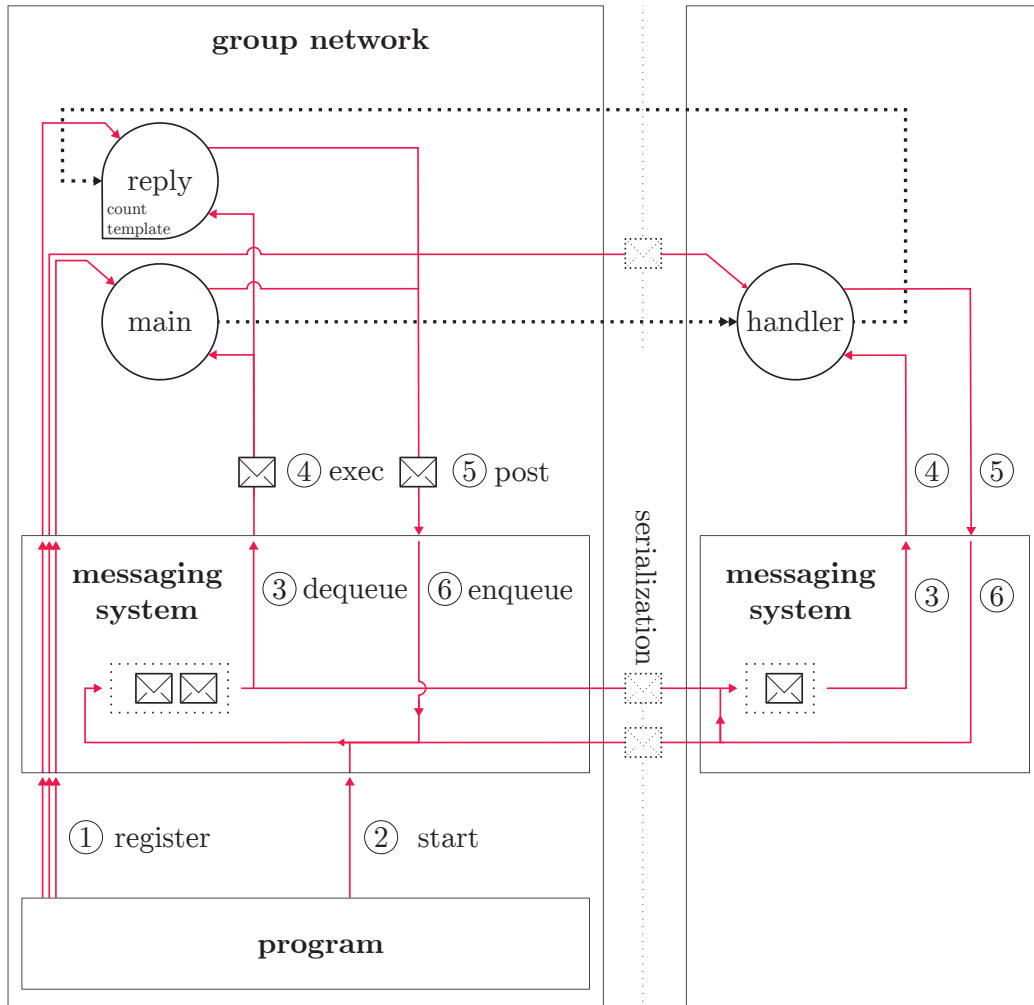 group network
reply
count
template
main
handler
④ exec
⑤ post
④
⑤
serialization
messaging
system
③ dequeue
⑥ enqueue
messaging
system
③
⑥
① register
② start
program